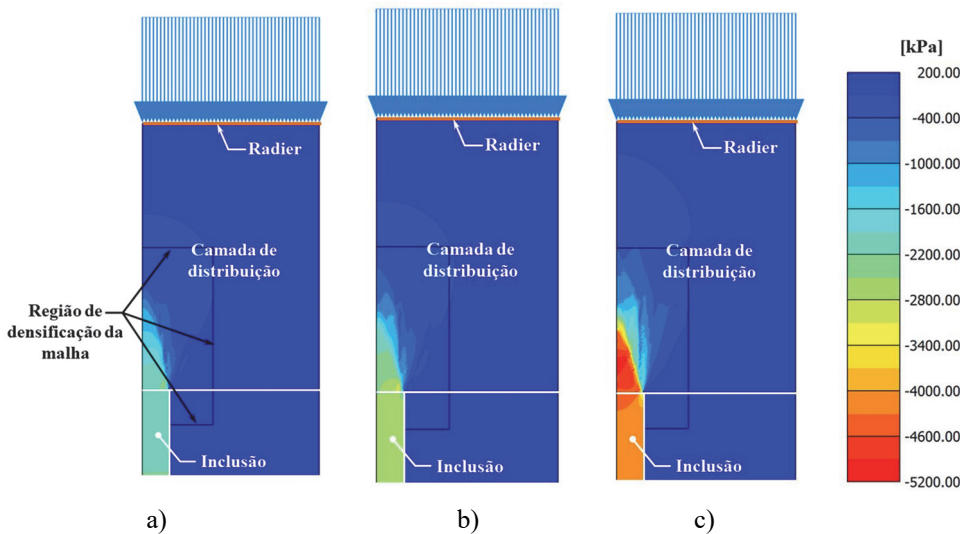 [kPa]
200.00
-400.00
-1000.00
-1600.00
-2200.00
-2800.00
-3400.00
-4000.00
-4600.00
-5200.00
Radier
Camada de
distribuição
Região de
densificação da
malha
Inclusão
a)
Radier
Camada de
distribuição
Inclusão
b)
Radier
Camada de
distribuição
Inclusão
c)